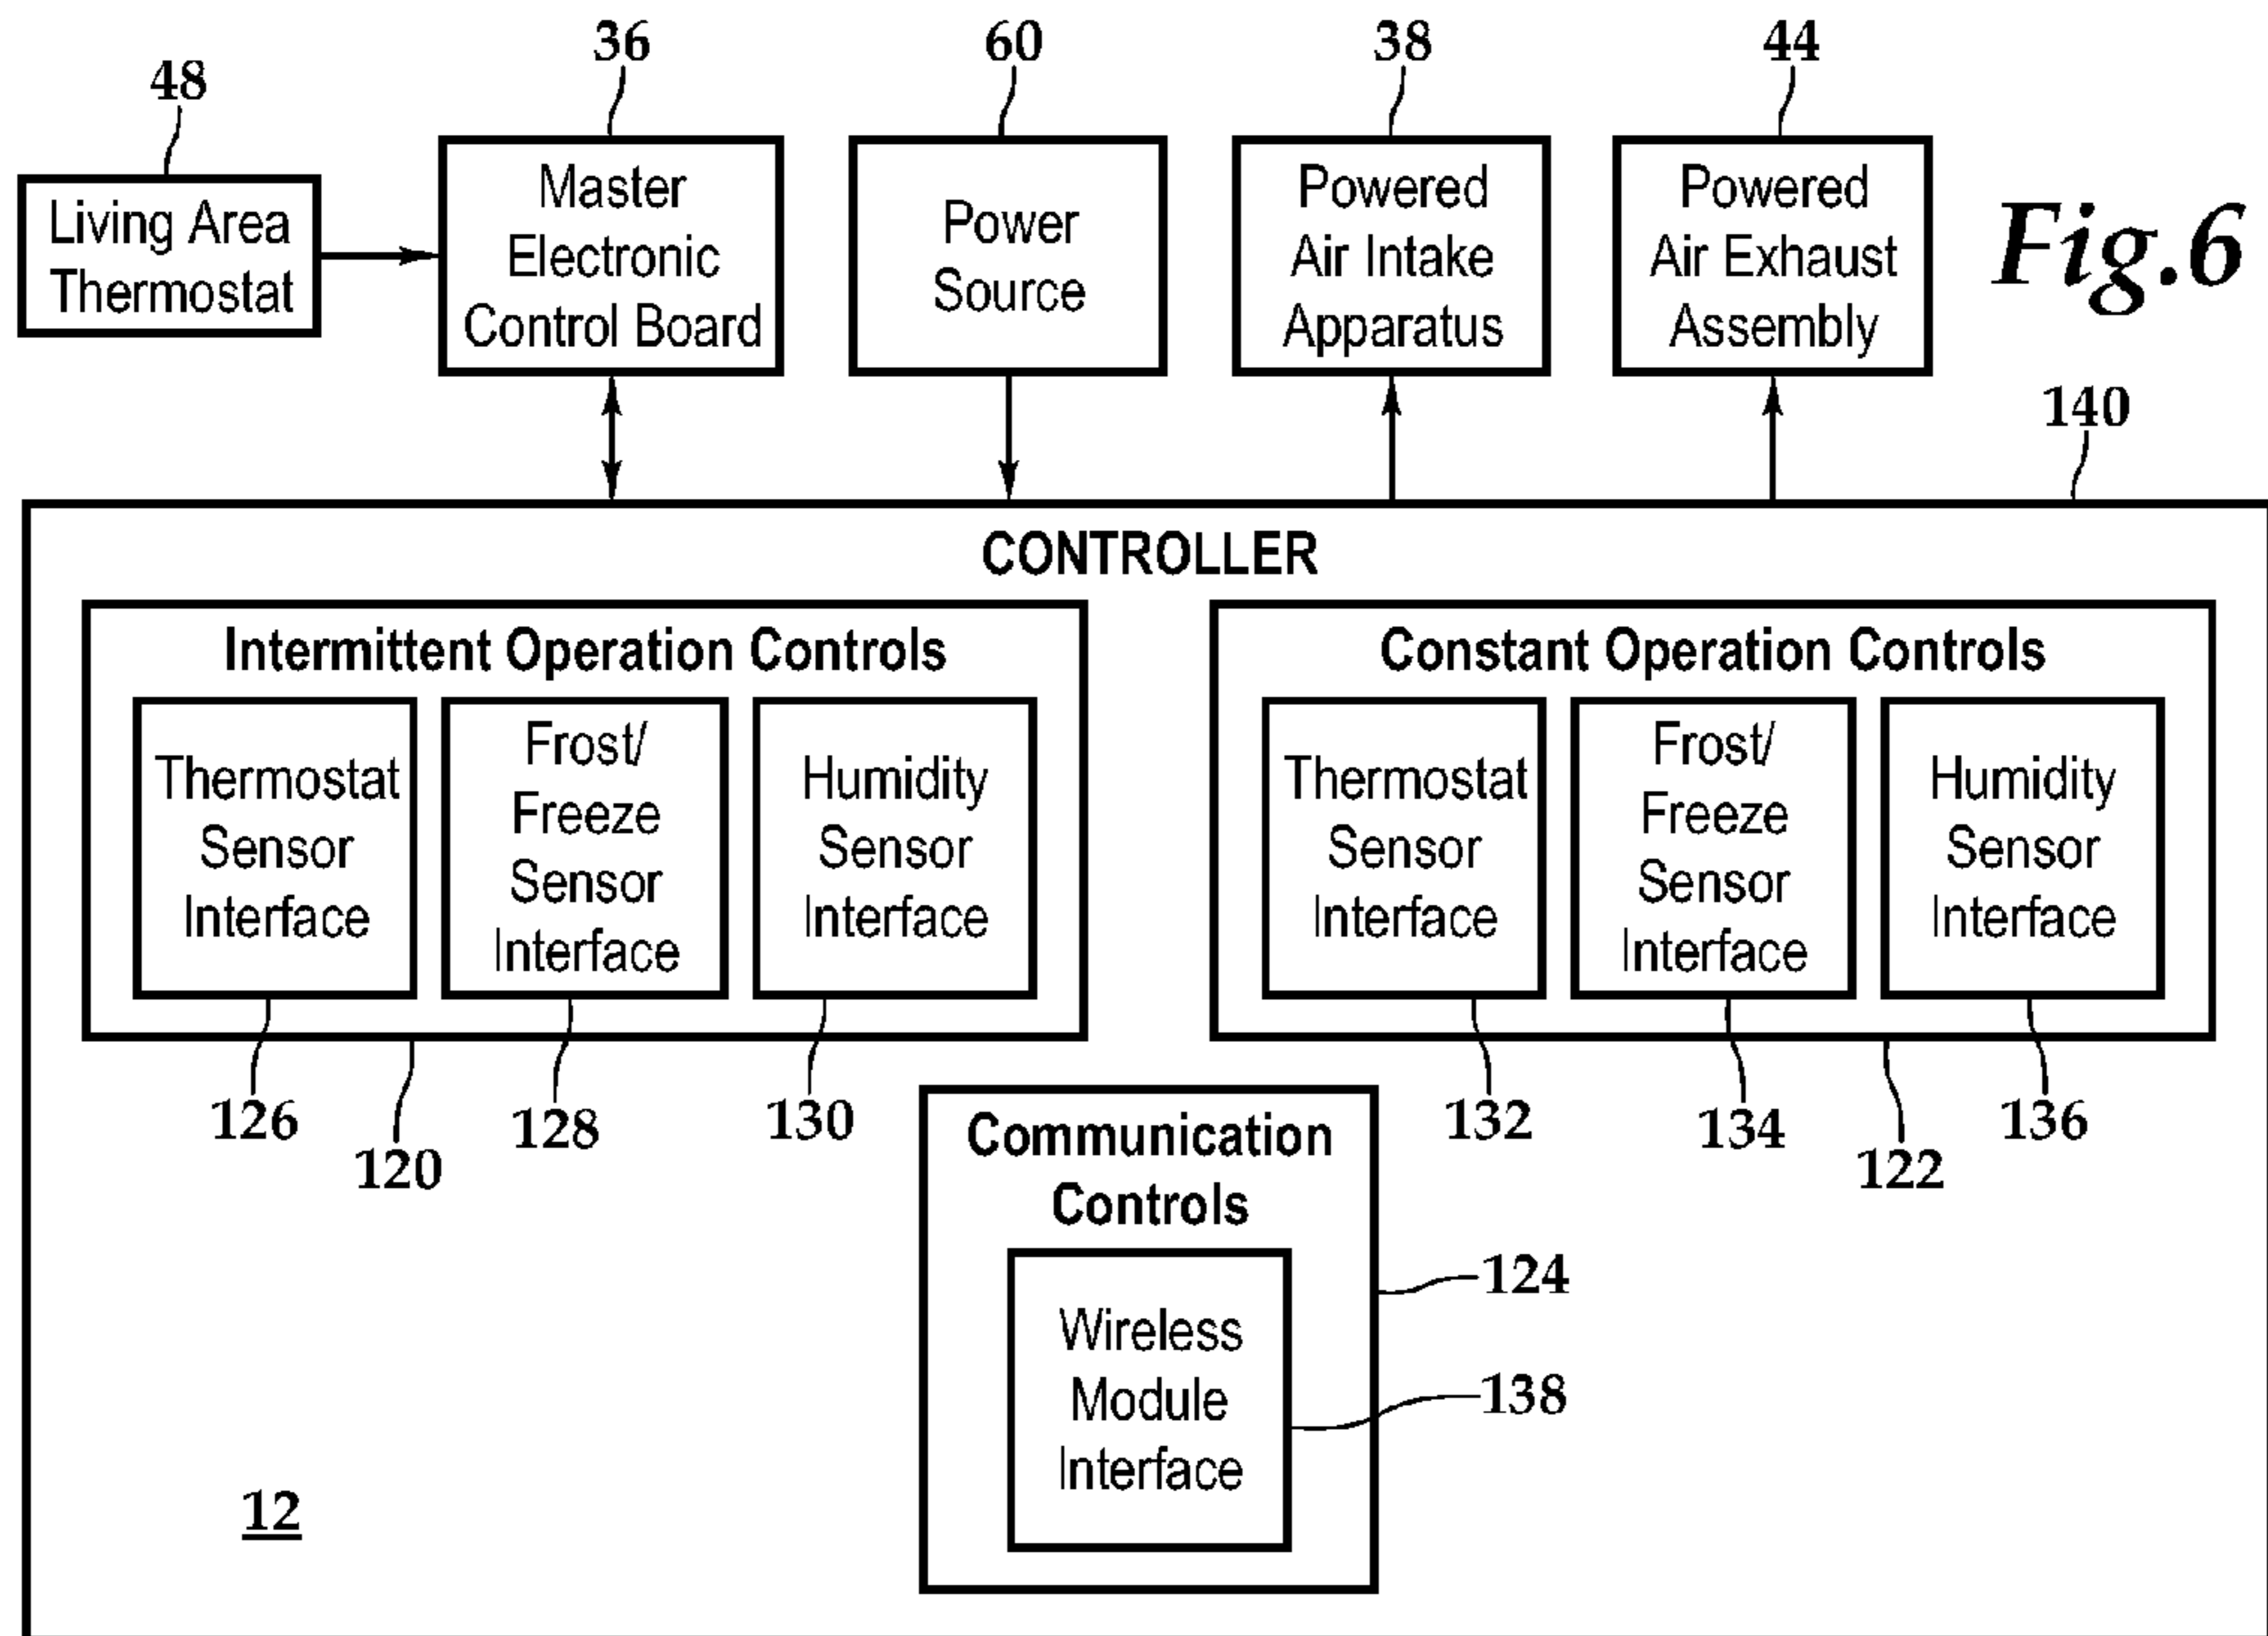 48
36
60
38
44
Living Area
Thermostat
Master
Electronic
Control Board
Power
Source
Powered
Air Intake
Apparatus
Powered
Air Exhaust
Assembly
Fig.6
140
CONTROLLER
Intermittent Operation Controls
Thermostat
Sensor
Interface
Frost/
Freeze
Sensor
Interface
Humidity
Sensor
Interface
126
128
130
120
Constant Operation Controls
Thermostat
Sensor
Interface
Frost/
Freeze
Sensor
Interface
Humidity
Sensor
Interface
132
134
136
122
Communication
Controls
Wireless
Module
Interface
124
138
12